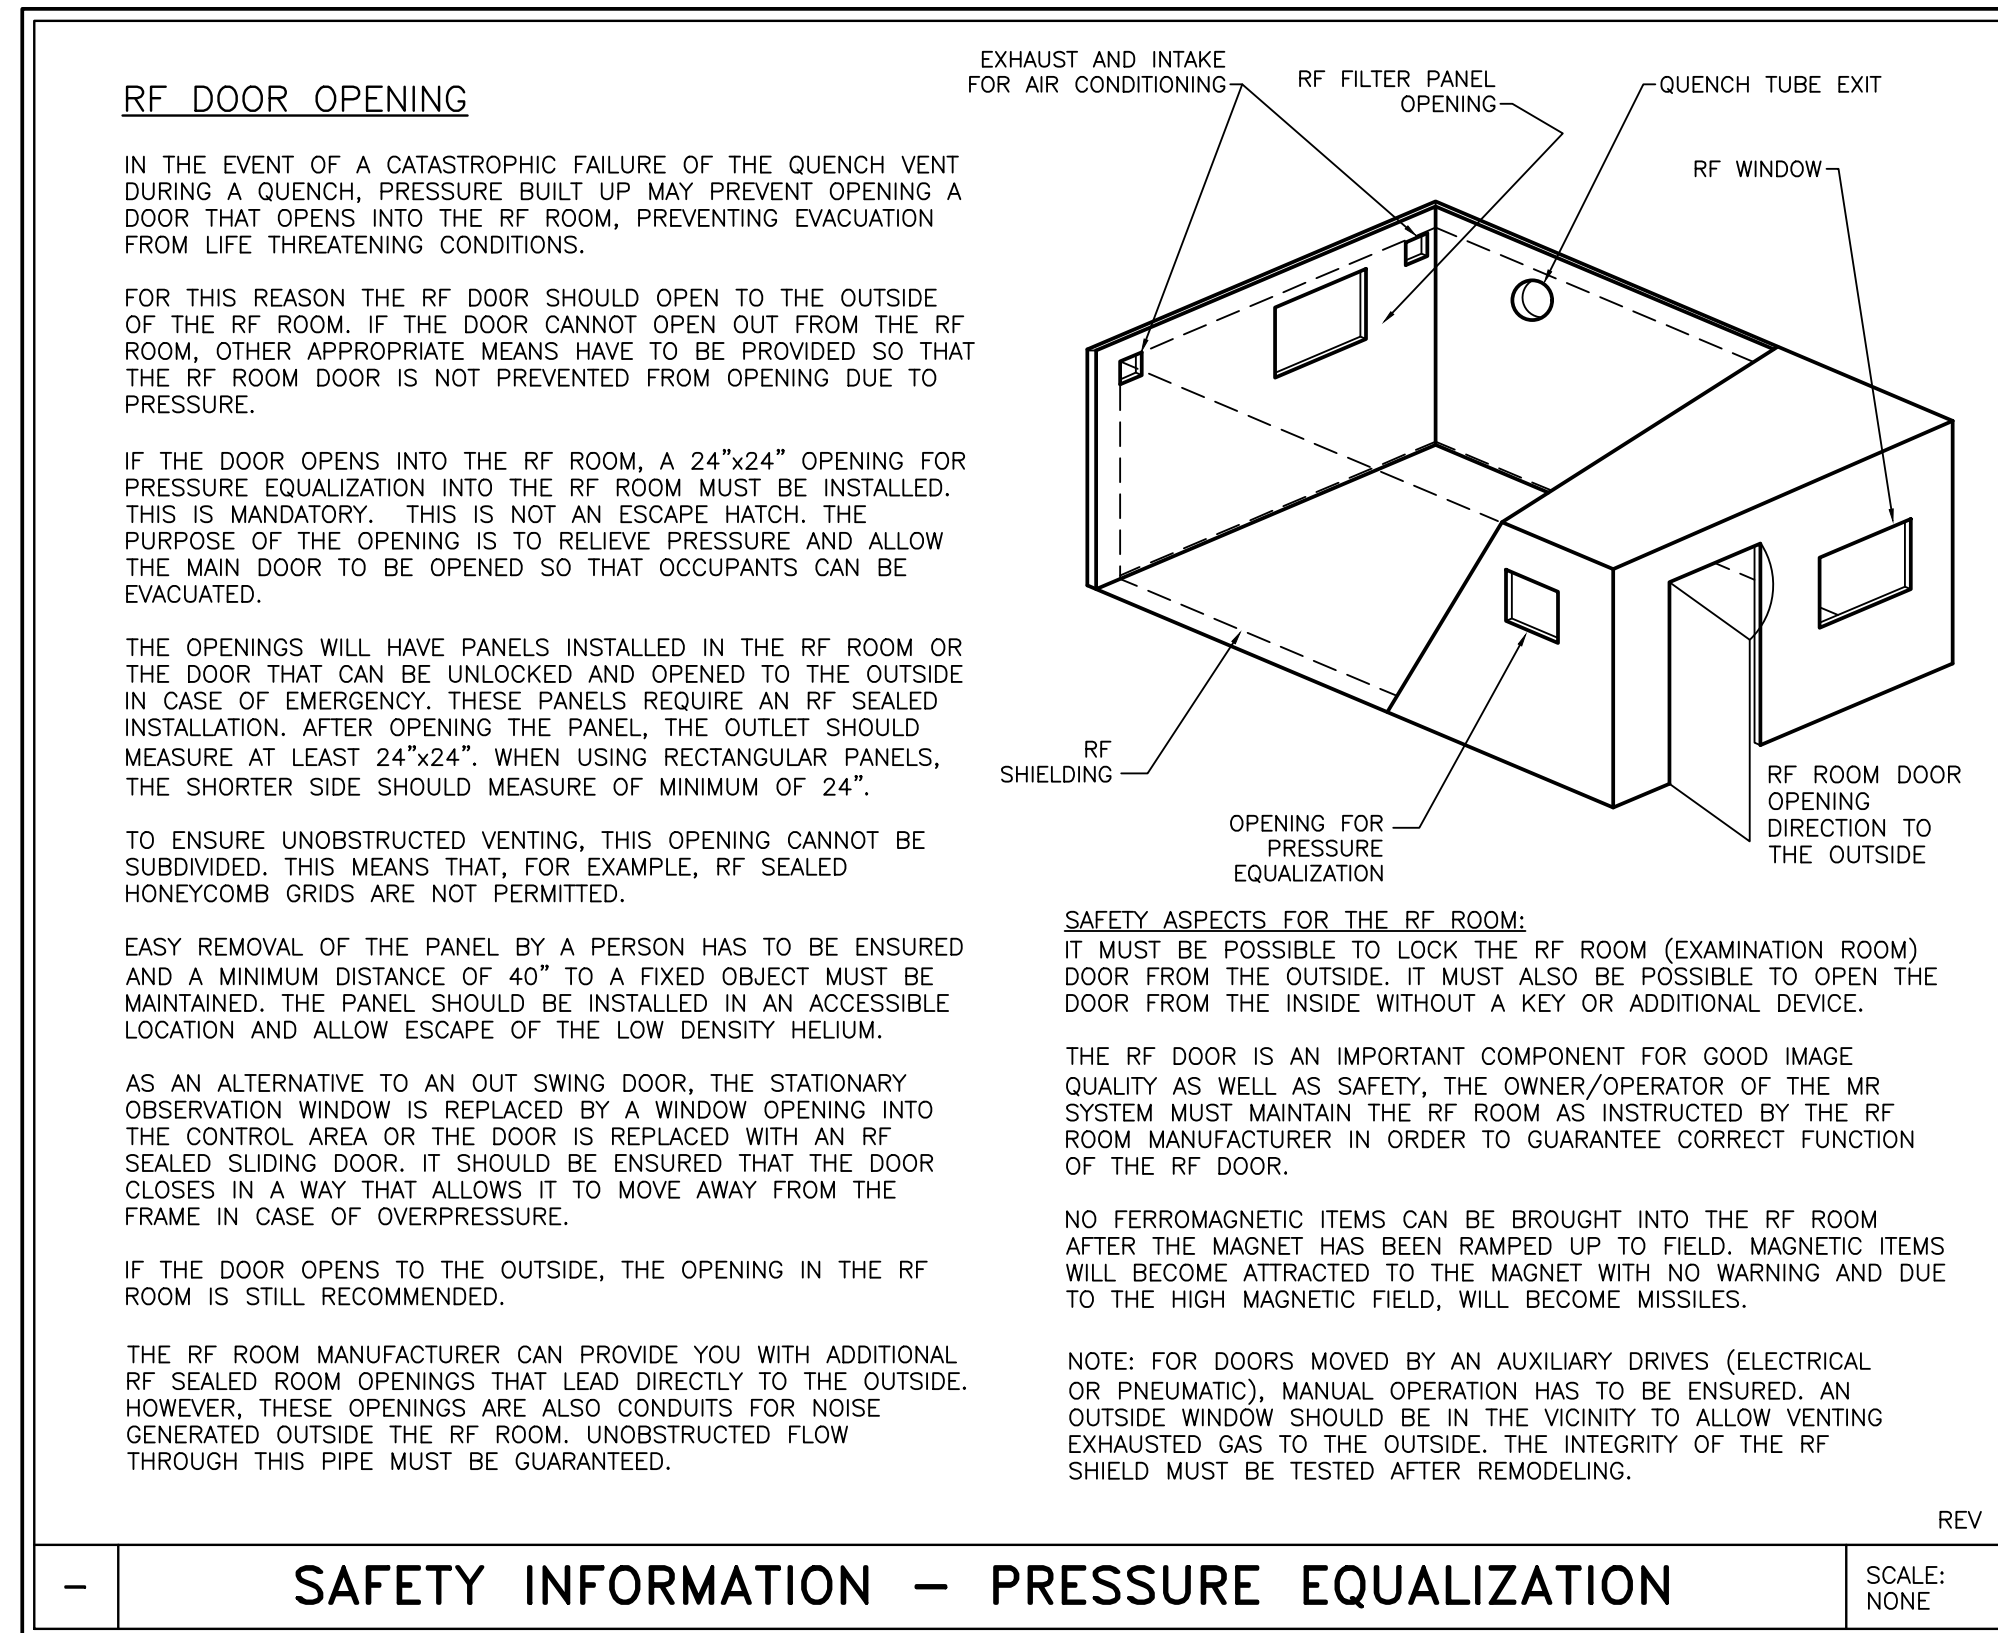 RF DOOR OPENING
IN THE EVENT OF A CATASTROPHIC FAILURE OF THE QUENCH VENT
DURING A QUENCH, PRESSURE BUILT UP MAY PREVENT OPENING A
DOOR THAT OPENS INTO THE RF ROOM, PREVENTING EVACUATION
FROM LIFE THREATENING CONDITIONS.
FOR THIS REASON THE RF DOOR SHOULD OPEN TO THE OUTSIDE
OF THE RF ROOM. IF THE DOOR CANNOT OPEN OUT FROM THE RF
ROOM, OTHER APPROPRIATE MEANS HAVE TO BE PROVIDED SO THAT
THE RF ROOM DOOR IS NOT PREVENTED FROM OPENING DUE TO
PRESSURE.
IF THE DOOR OPENS INTO THE RF ROOM, A 24"x24" OPENING FOR
PRESSURE EQUALIZATION INTO THE RF ROOM MUST BE INSTALLED.
THIS IS MANDATORY. THIS IS NOT AN ESCAPE HATCH. THE
PURPOSE OF THE OPENING IS TO RELIEVE PRESSURE AND ALLOW
THE MAIN DOOR TO BE OPENED SO THAT OCCUPANTS CAN BE
EVACUATED.
THE OPENINGS WILL HAVE PANELS INSTALLED IN THE RF ROOM OR
THE DOOR THAT CAN BE UNLOCKED AND OPENED TO THE OUTSIDE
IN CASE OF EMERGENCY. THESE PANELS REQUIRE AN RF SEALED
INSTALLATION. AFTER OPENING THE PANEL, THE OUTLET SHOULD
MEASURE AT LEAST 24"x24". WHEN USING RECTANGULAR PANELS,
THE SHORTER SIDE SHOULD MEASURE OF MINIMUM OF 24".
TO ENSURE UNOBSTRUCTED VENTING, THIS OPENING CANNOT BE
SUBDIVIDED. THIS MEANS THAT, FOR EXAMPLE, RF SEALED
HONEYCOMB GRIDS ARE NOT PERMITTED.
EASY REMOVAL OF THE PANEL BY A PERSON HAS TO BE ENSURED
AND A MINIMUM DISTANCE OF 40" TO A FIXED OBJECT MUST BE
MAINTAINED. THE PANEL SHOULD BE INSTALLED IN AN ACCESSIBLE
LOCATION AND ALLOW ESCAPE OF THE LOW DENSITY HELIUM.
AS AN ALTERNATIVE TO AN OUT SWING DOOR, THE STATIONARY
OBSERVATION WINDOW IS REPLACED BY A WINDOW OPENING INTO
THE CONTROL AREA OR THE DOOR IS REPLACED WITH AN RF
SEALED SLIDING DOOR. IT SHOULD BE ENSURED THAT THE DOOR
CLOSES IN A WAY THAT ALLOWS IT TO MOVE AWAY FROM THE
FRAME IN CASE OF OVERPRESSURE.
IF THE DOOR OPENS TO THE OUTSIDE, THE OPENING IN THE RF
ROOM IS STILL RECOMMENDED.
THE RF ROOM MANUFACTURER CAN PROVIDE YOU WITH ADDITIONAL
RF SEALED ROOM OPENINGS THAT LEAD DIRECTLY TO THE OUTSIDE.
HOWEVER, THESE OPENINGS ARE ALSO CONDUITS FOR NOISE
GENERATED OUTSIDE THE RF ROOM. UNOBSTRUCTED FLOW
THROUGH THIS PIPE MUST BE GUARANTEED.
EXHAUST AND INTAKE
FOR AIR CONDITIONING
RF FILTER PANEL
OPENING
QUENCH TUBE EXIT
RF WINDOW
RF
SHIELDING
OPENING FOR
PRESSURE
EQUALIZATION
RF ROOM DOOR
OPENING
DIRECTION TO
THE OUTSIDE
SAFETY ASPECTS FOR THE RF ROOM:
IT MUST BE POSSIBLE TO LOCK THE RF ROOM (EXAMINATION ROOM)
DOOR FROM THE OUTSIDE. IT MUST ALSO BE POSSIBLE TO OPEN THE
DOOR FROM THE INSIDE WITHOUT A KEY OR ADDITIONAL DEVICE.
THE RF DOOR IS AN IMPORTANT COMPONENT FOR GOOD IMAGE
QUALITY AS WELL AS SAFETY, THE OWNER/OPERATOR OF THE MR
SYSTEM MUST MAINTAIN THE RF ROOM AS INSTRUCTED BY THE RF
ROOM MANUFACTURER IN ORDER TO GUARANTEE CORRECT FUNCTION
OF THE RF DOOR.
NO FERROMAGNETIC ITEMS CAN BE BROUGHT INTO THE RF ROOM
AFTER THE MAGNET HAS BEEN RAMPED UP TO FIELD. MAGNETIC ITEMS
WILL BECOME ATTRACTED TO THE MAGNET WITH NO WARNING AND DUE
TO THE HIGH MAGNETIC FIELD, WILL BECOME MISSILES.
NOTE: FOR DOORS MOVED BY AN AUXILIARY DRIVES (ELECTRICAL
OR PNEUMATIC), MANUAL OPERATION HAS TO BE ENSURED. AN
OUTSIDE WINDOW SHOULD BE IN THE VICINITY TO ALLOW VENTING
EXHAUSTED GAS TO THE OUTSIDE. THE INTEGRITY OF THE RF
SHIELD MUST BE TESTED AFTER REMODELING.
REV
– SAFETY INFORMATION – PRESSURE EQUALIZATION
SCALE:
NONE